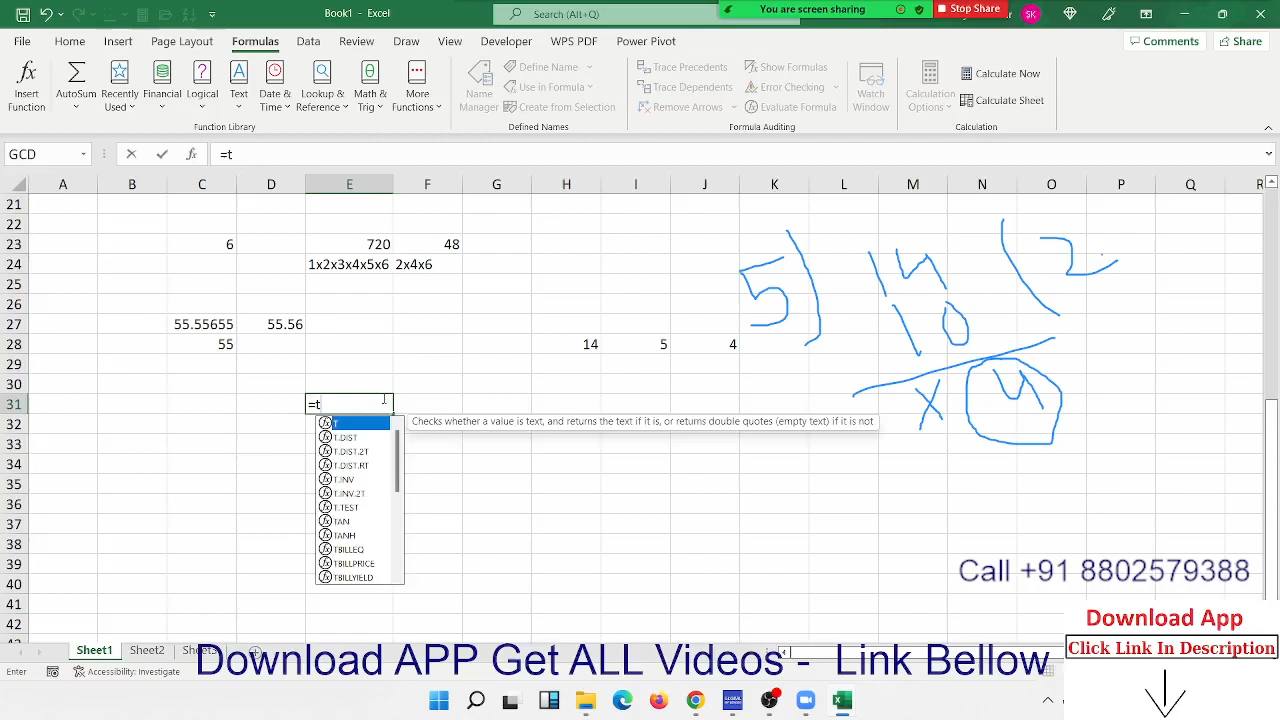 Book1 - Excel
Search (Alt+Q)
You are screen sharing
Stop Share
SK
File Home Insert Page Layout Formulas Data Review Draw View Developer WPS PDF Power Pivot
Comments Share
Insert Function
AutoSum
Recently Used
Financial
Logical
Text
Date & Time
Lookup & Reference
Math & Trig
More Functions
Function Library
Name Manager
Define Name
Use in Formula
Create from Selection
Defined Names
Trace Precedents
Trace Dependents
Remove Arrows
Show Formulas
Error Checking
Evaluate Formula
Formula Auditing
Watch Window
Calculation Options
Calculate Now
Calculate Sheet
Calculation
GCD fx =t
A B C D E F G H I J K L M N O P Q R
21
22
23 6 720 48
24 1x2x3x4x5x6 2x4x6
25
26
27 55.55655 55.56
28 55 14 5 4
29
30
31 =t
32
33
34
35
36
37
38
39
40
41
42
T
T.DIST
T.DIST.2T
T.DIST.RT
T.INV
T.INV.2T
T.TEST
TAN
TANH
TBILLEQ
TBILLPRICE
TBILLYIELD
Checks whether a value is text, and returns the text if it is, or returns double quotes (empty text) if it is not
5) 14 ( 2
10
x 4
Call +91 8802579388
Download App
Click Link In Description
Sheet1 Sheet2 Sheet3
Download APP Get ALL Videos - Link Bellow
Enter Accessibility: Investigate